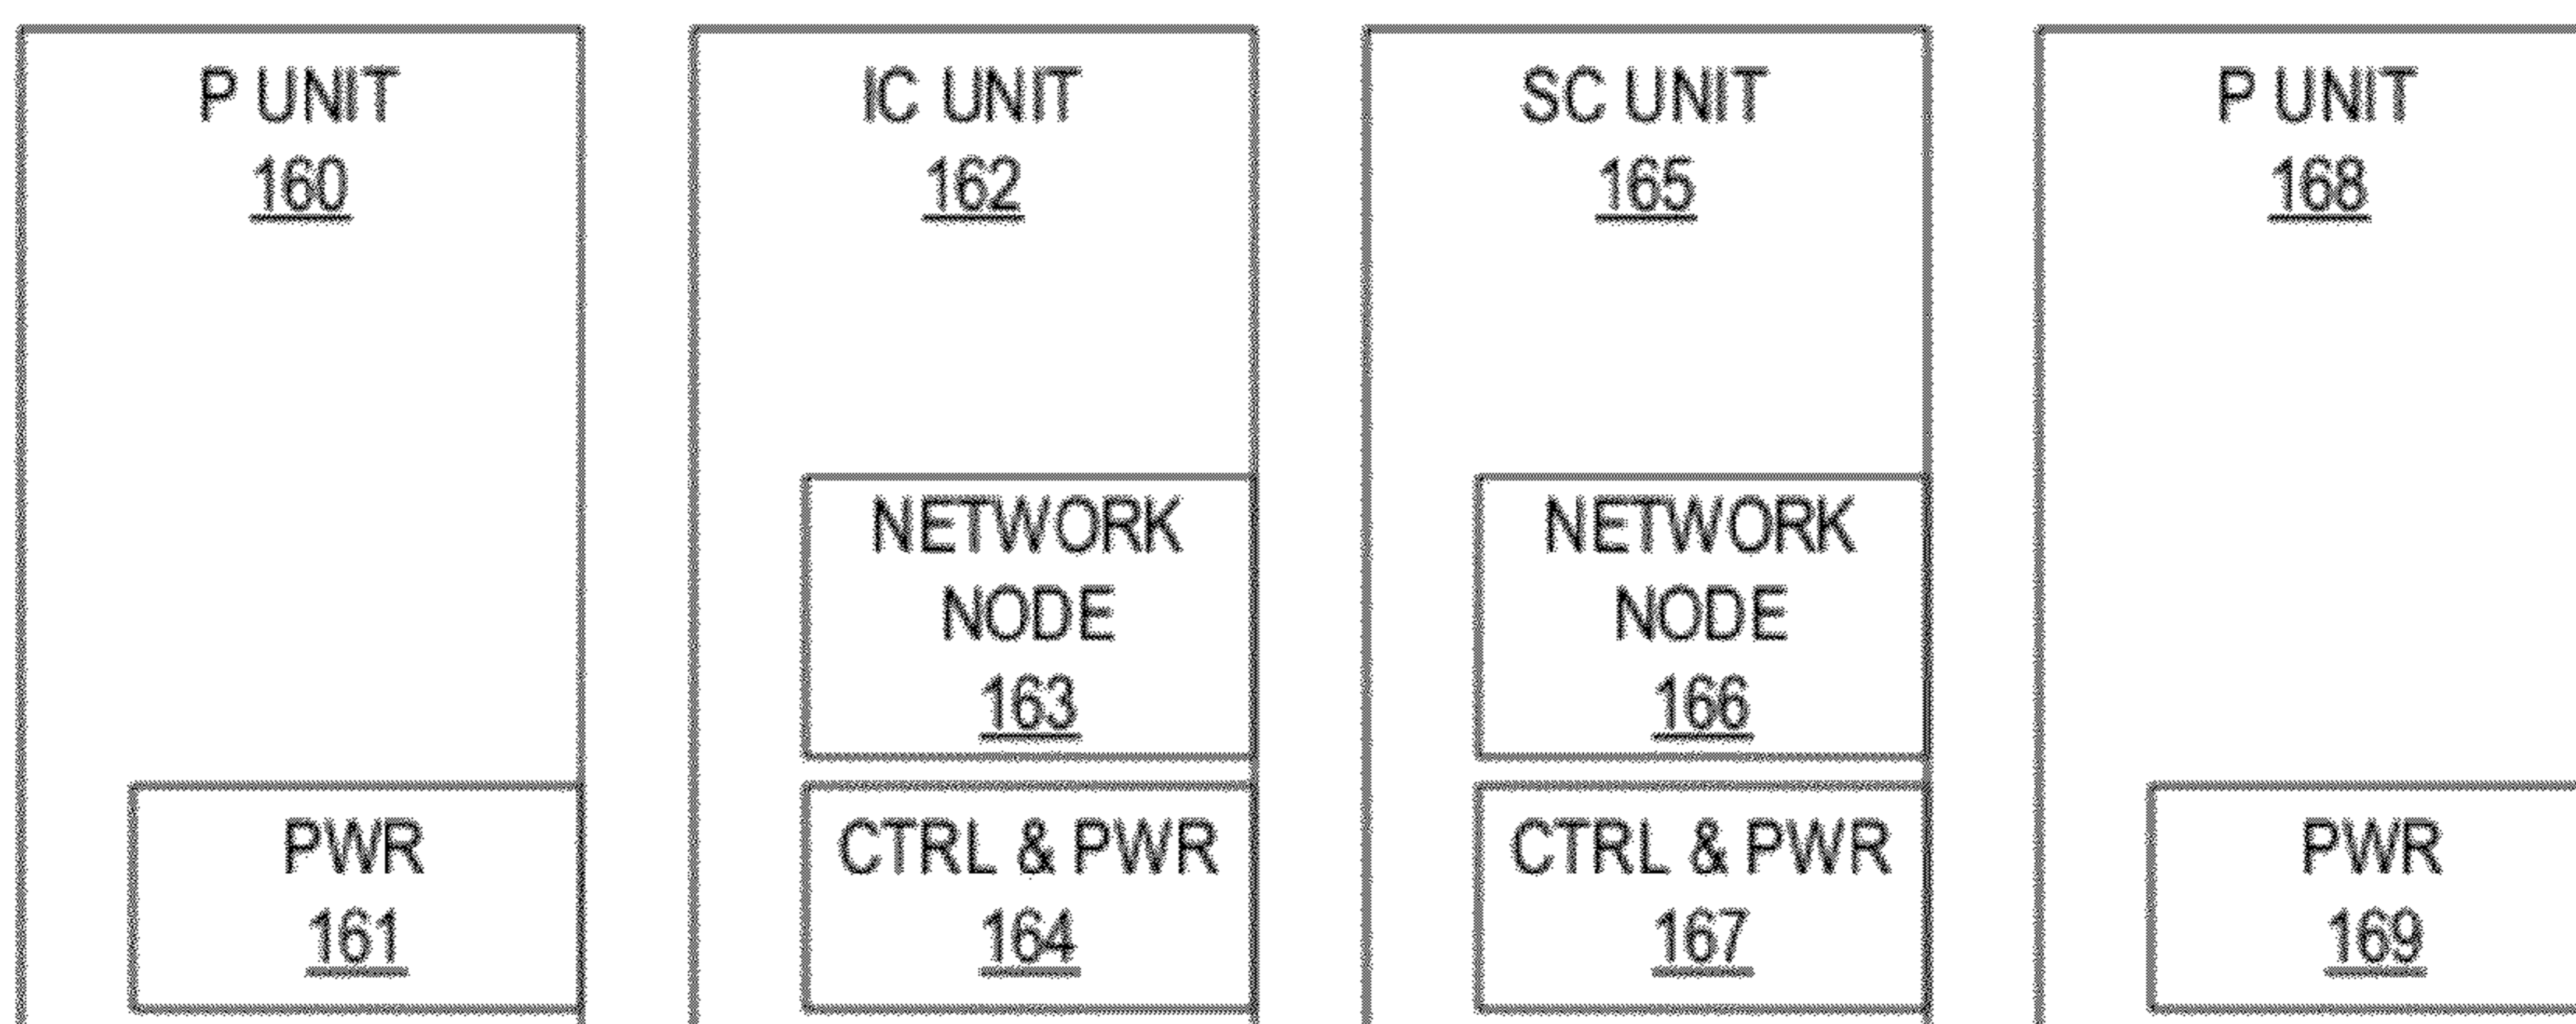 P UNIT
160
PWR
161
IC UNIT
162
NETWORK
NODE
163
CTRL & PWR
164
SC UNIT
165
NETWORK
NODE
166
CTRL & PWR
167
P UNIT
168
PWR
169